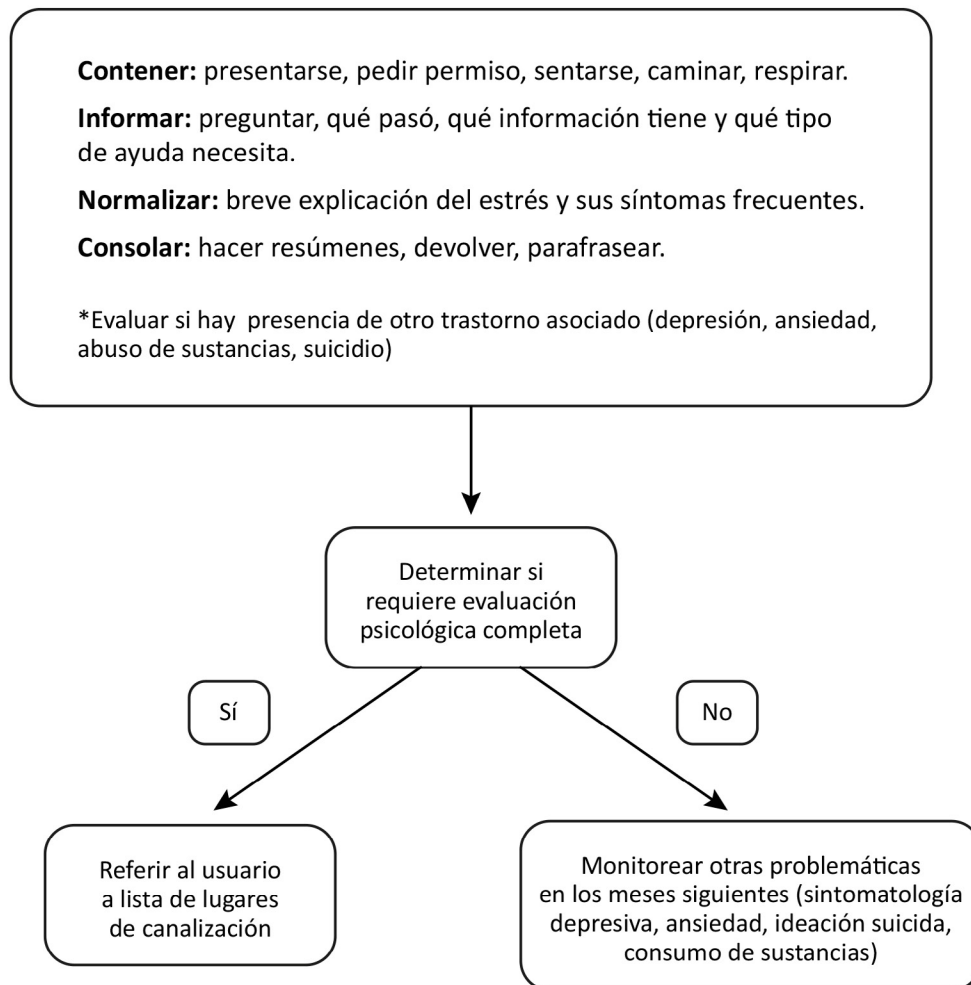 Contener: presentarse, pedir permiso, sentarse, caminar, respirar.
Informar: preguntar, qué pasó, qué información tiene y qué tipo
de ayuda necesita.
Normalizar: breve explicación del estrés y sus síntomas frecuentes.
Consolar: hacer resúmenes, devolver, parafrasear.
*Evaluar si hay presencia de otro trastorno asociado (depresión, ansiedad,
abuso de sustancias, suicidio)
Determinar si
requiere evaluación
psicológica completa
Sí
No
Referir al usuario
a lista de lugares
de canalización
Monitorear otras problemáticas
en los meses siguientes (sintomatología
depresiva, ansiedad, ideación suicida,
consumo de sustancias)